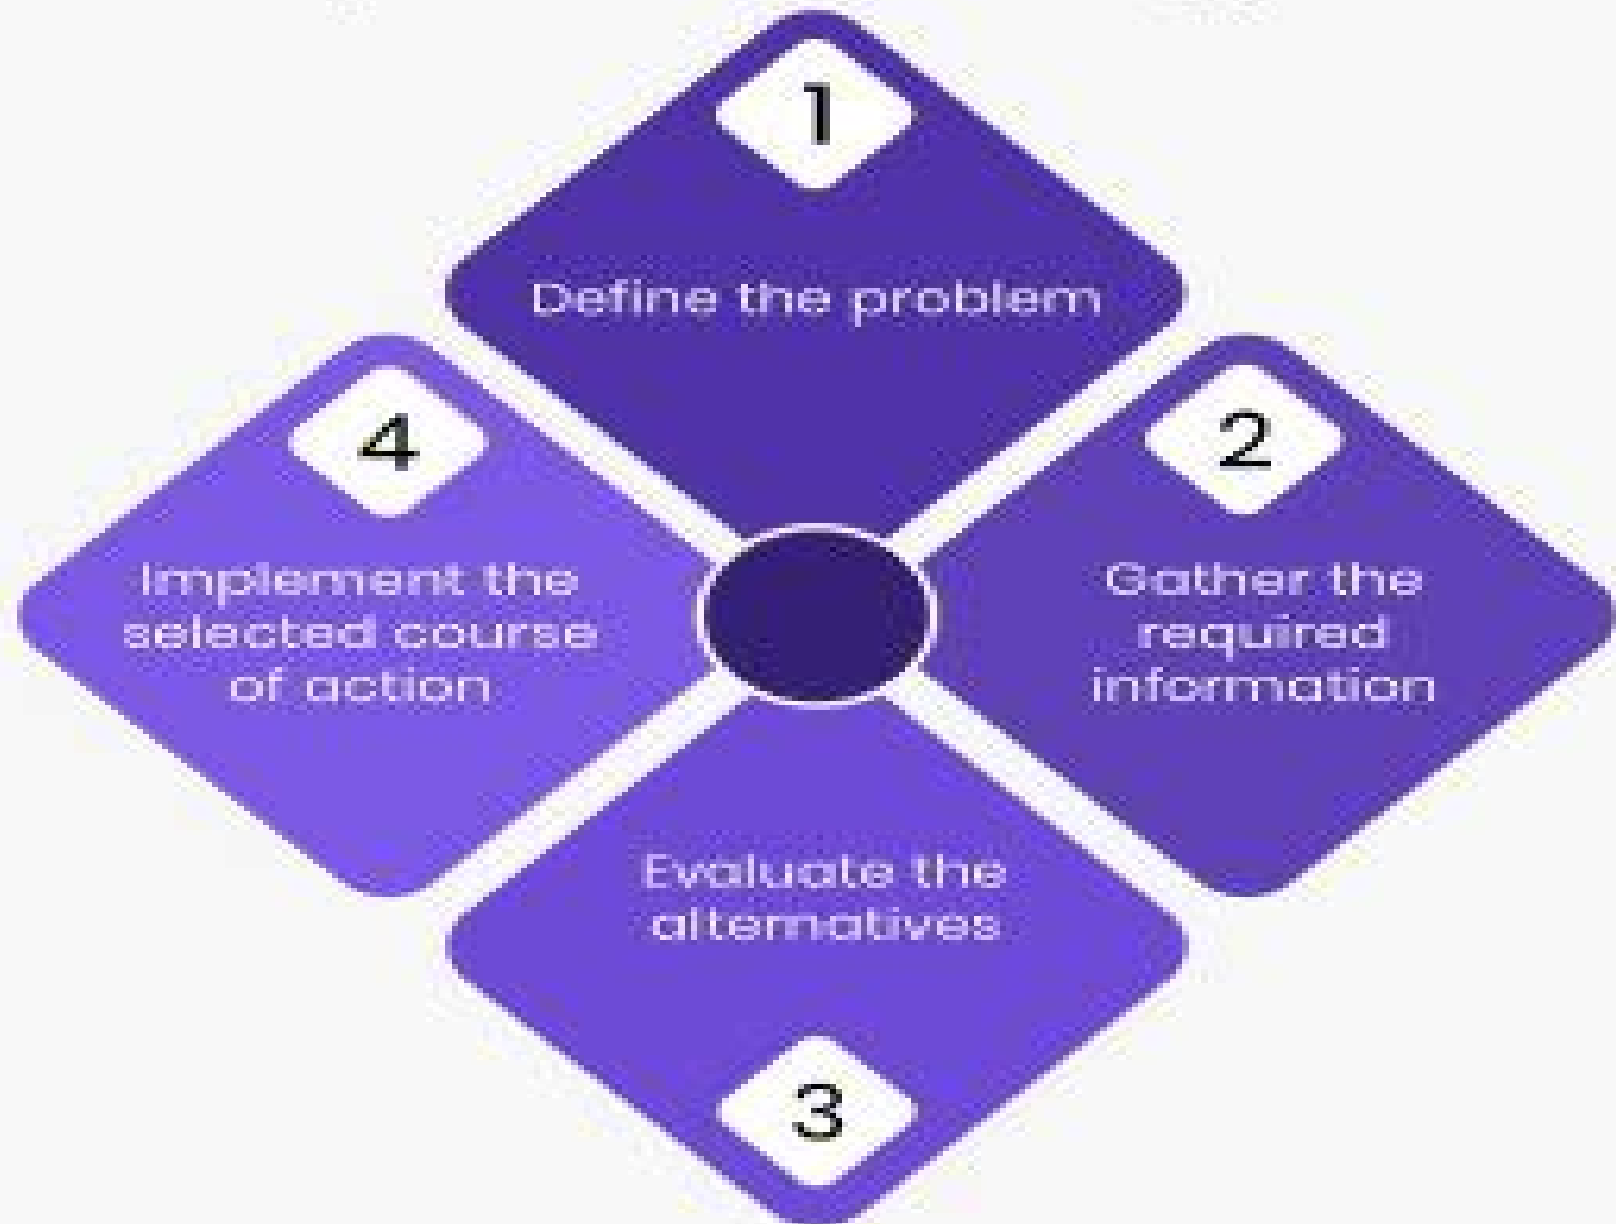 1
Define the problem
2
Gather the
required
information
3
Evaluate the
alternatives
4
Implement the
selected course
of action